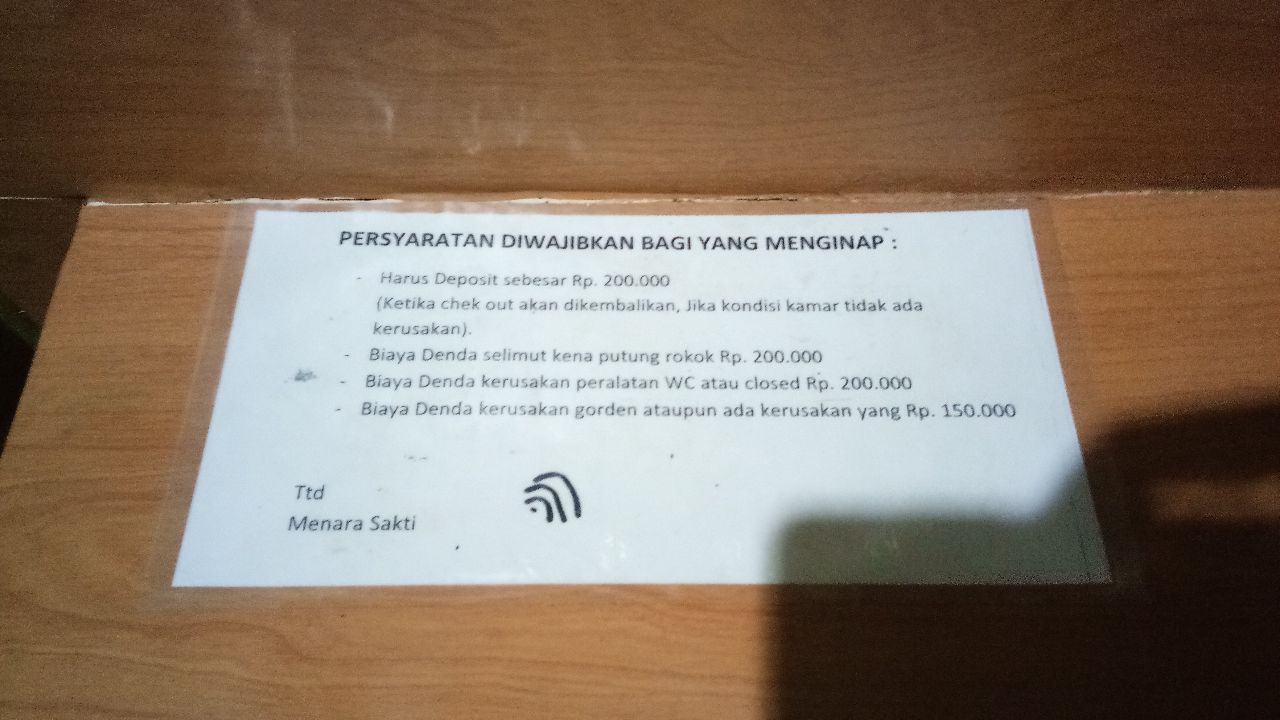 PERSYARATAN DIWAJIBKAN BAGI YANG MENGINAP :
- Harus Deposit sebesar Rp. 200.000
(Ketika chek out akan dikembalikan, Jika kondisi kamar tidak ada
kerusakan).
- Biaya Denda selimut kena putung rokok Rp. 200.000
- Biaya Denda kerusakan peralatan WC atau closed Rp. 200.000
- Biaya Denda kerusakan gorden ataupun ada kerusakan yang Rp. 150.000
Ttd
Menara Sakti